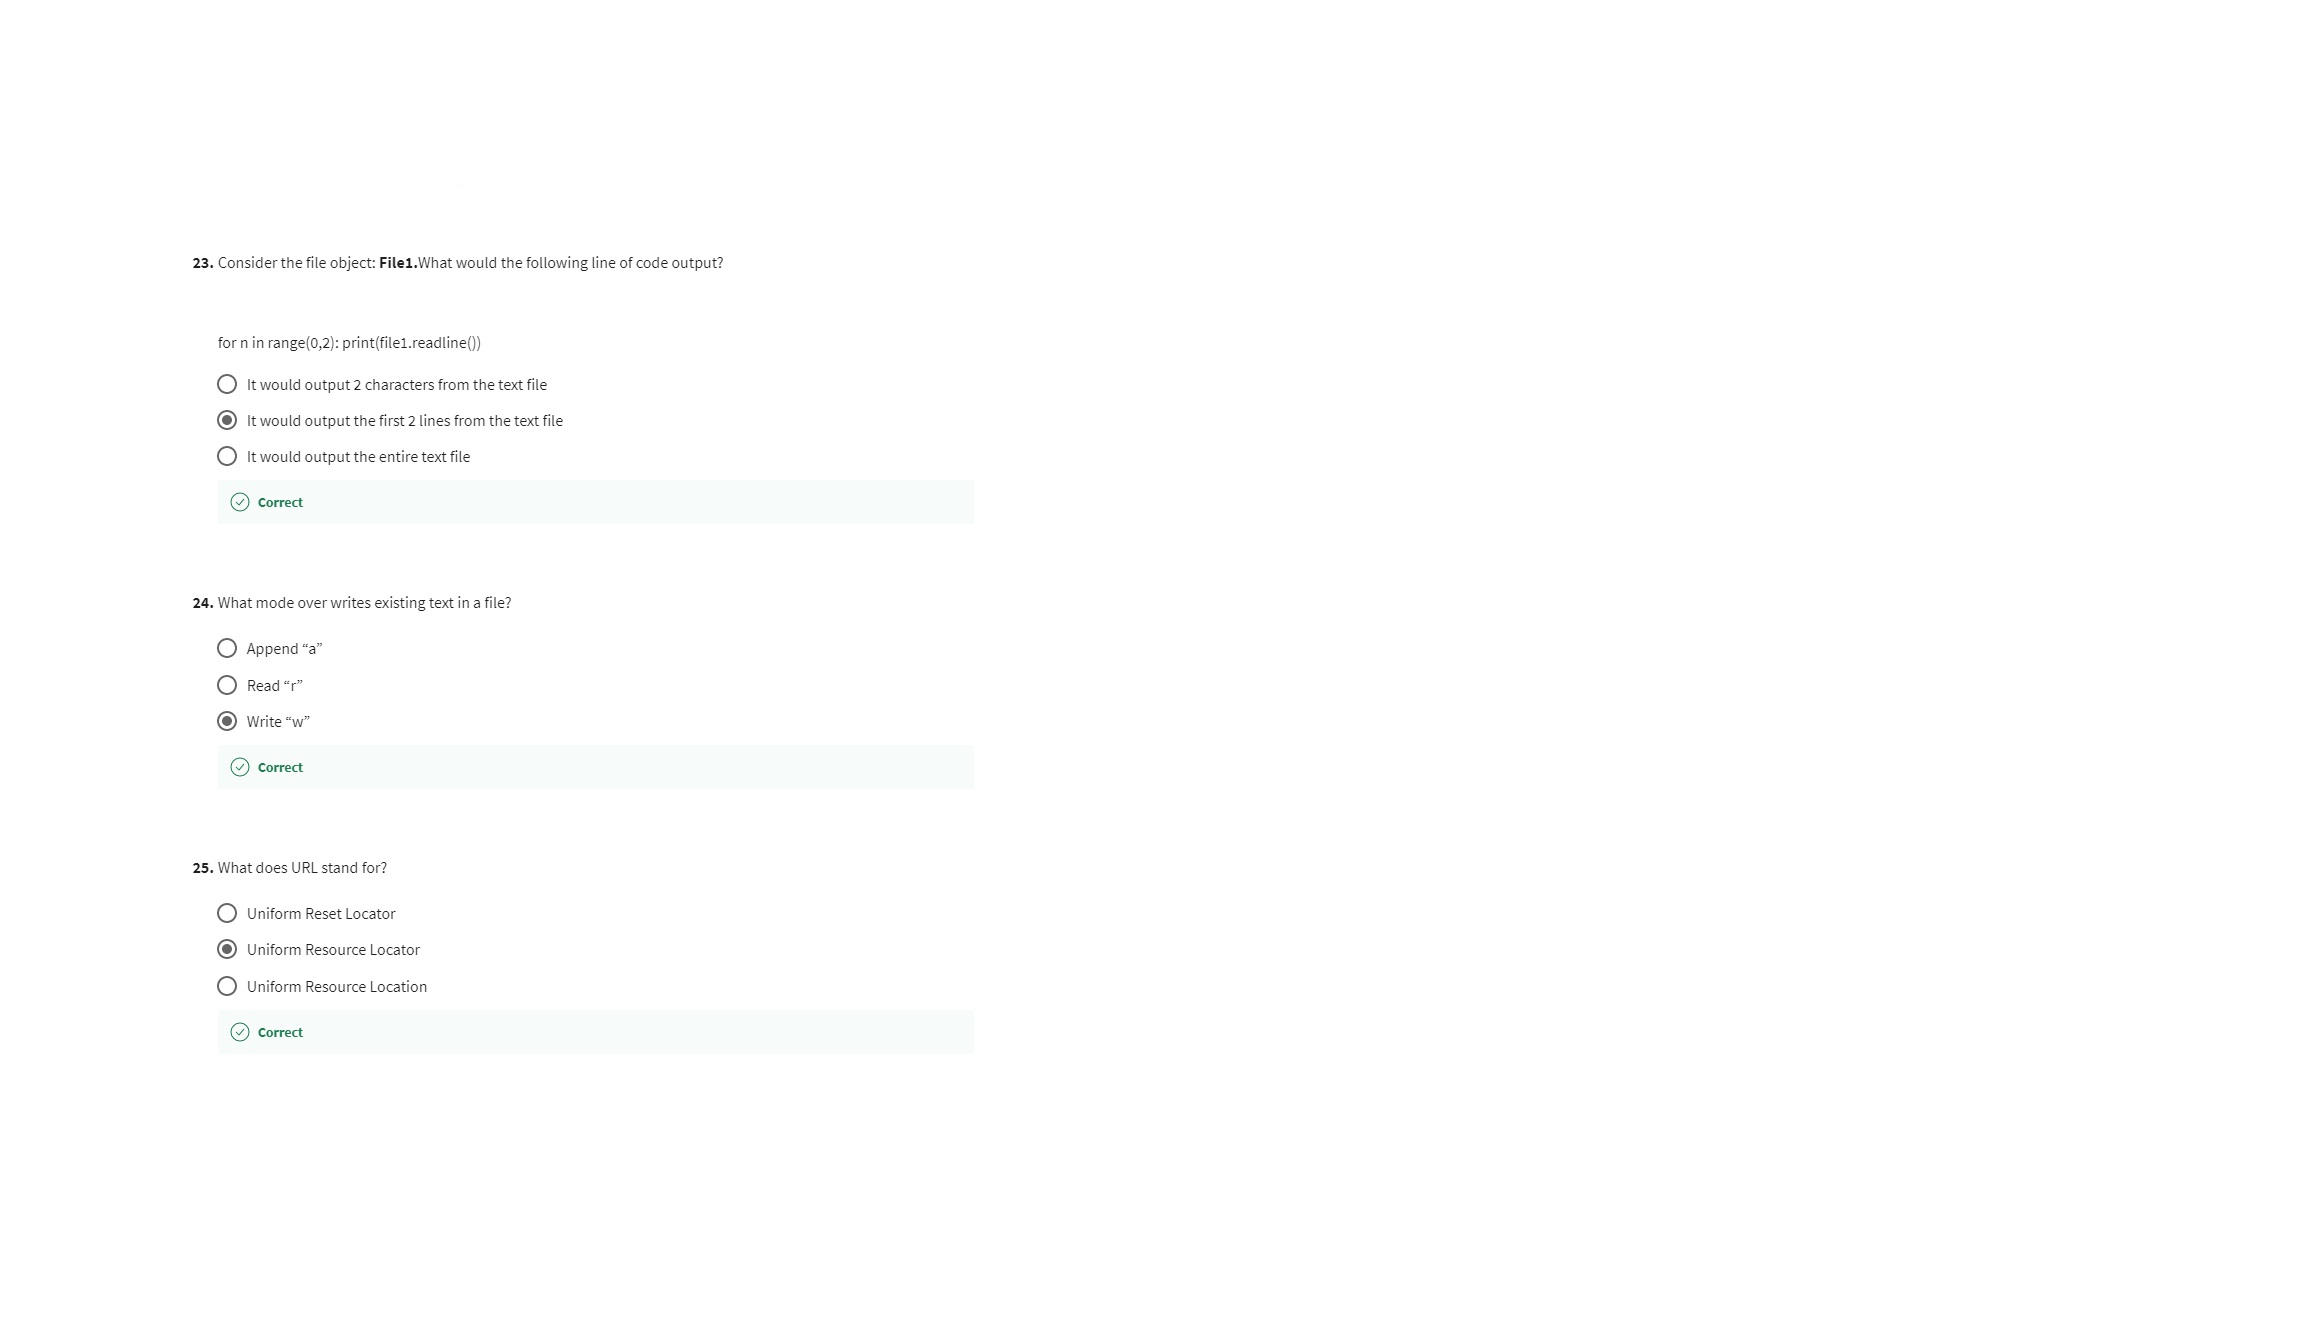 23. Consider the file object: File1.What would the following line of code output?
for n in range(0,2): print(file1.readline())
It would output 2 characters from the text file
It would output the first 2 lines from the text file
It would output the entire text file
Correct
24. What mode over writes existing text in a file?
Append “a”
Read “r”
Write “w”
Correct
25. What does URL stand for?
Uniform Reset Locator
Uniform Resource Locator
Uniform Resource Location
Correct